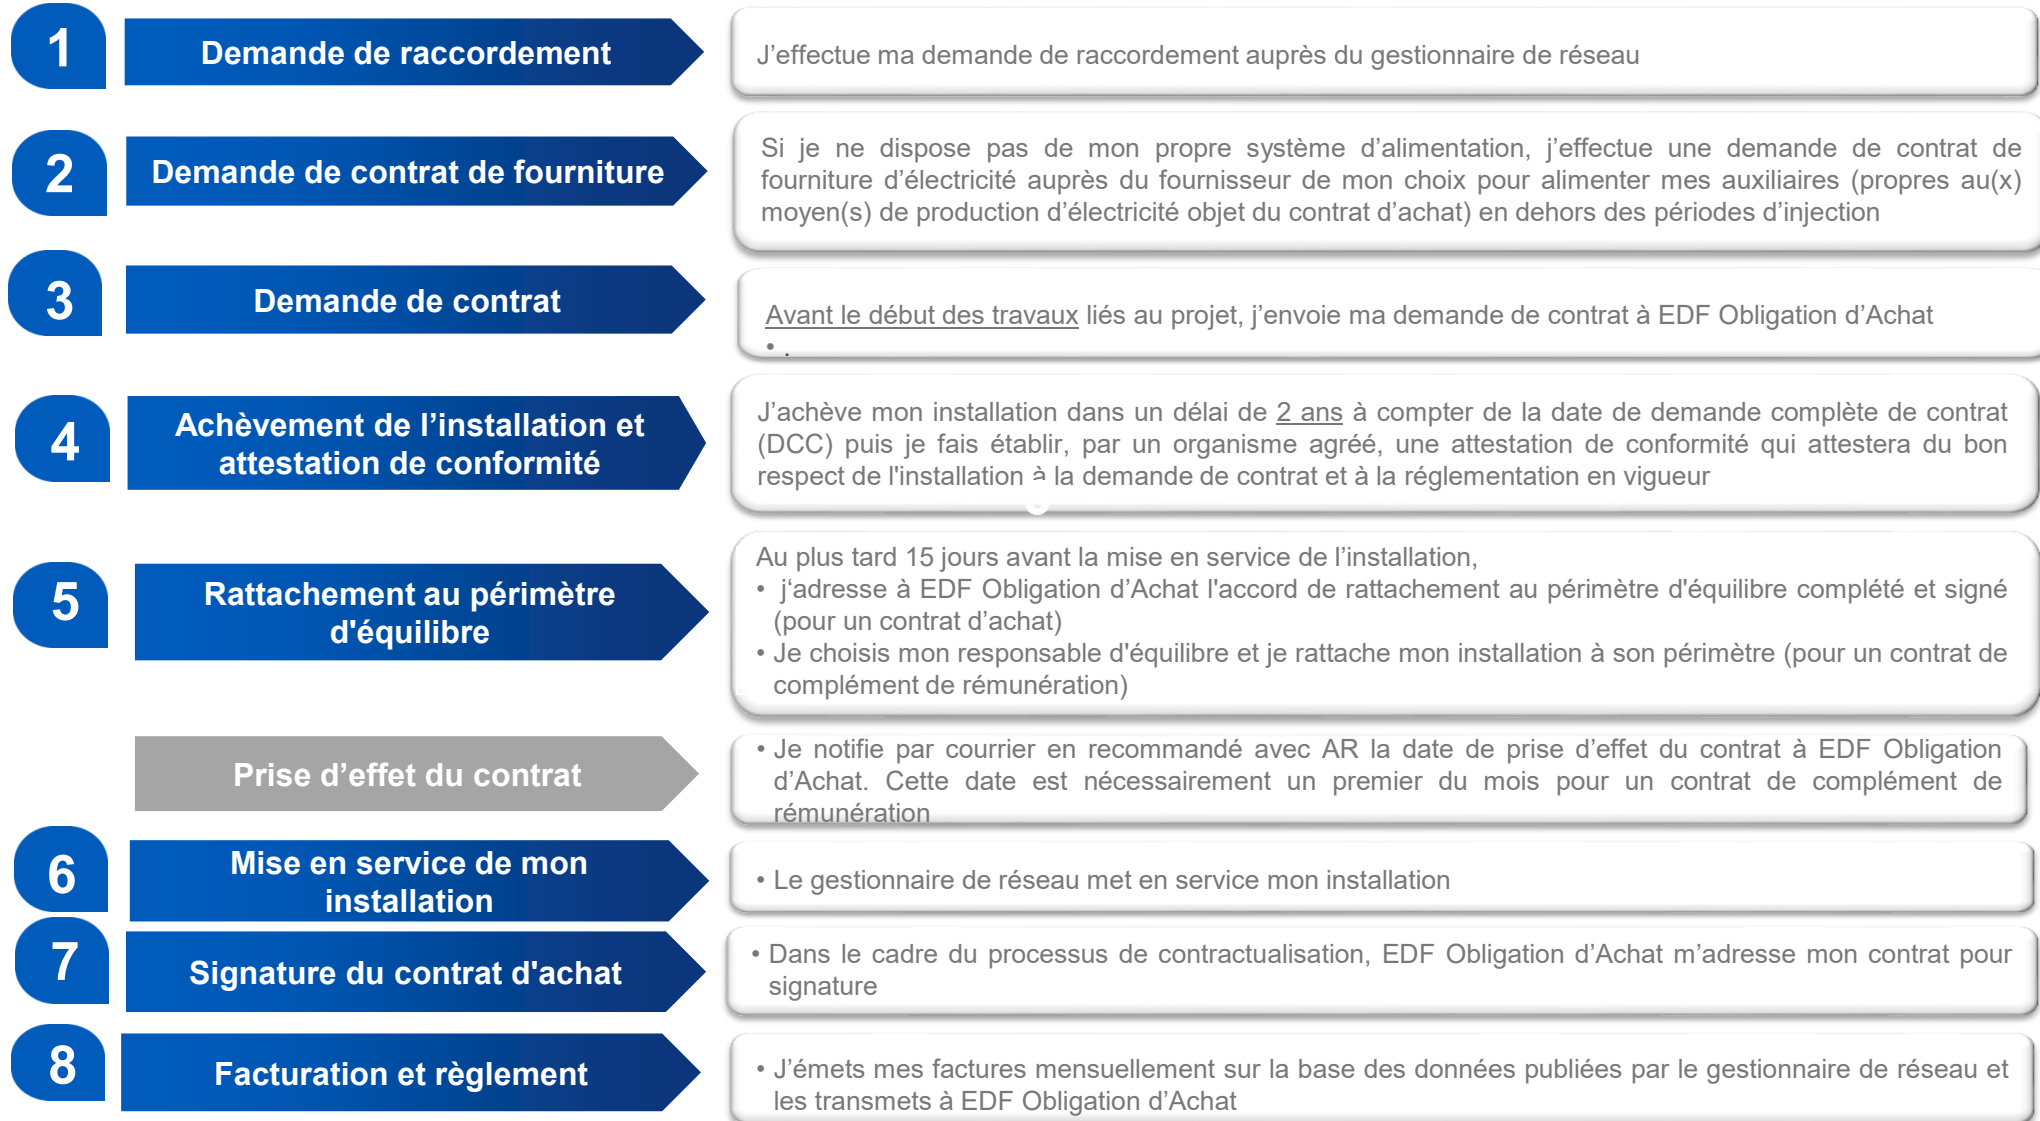 1
Demande de raccordement
J’effectue ma demande de raccordement auprès du gestionnaire de réseau
2
Demande de contrat de fourniture
Si je ne dispose pas de mon propre système d’alimentation, j’effectue une demande de contrat de
fourniture d’électricité auprès du fournisseur de mon choix pour alimenter mes auxiliaires (propres au(x)
moyen(s) de production d’électricité objet du contrat d’achat) en dehors des périodes d’injection
3
Demande de contrat
Avant le début des travaux liés au projet, j’envoie ma demande de contrat à EDF Obligation d’Achat
• .
4
Achèvement de l’installation et
attestation de conformité
J’achève mon installation dans un délai de 2 ans à compter de la date de demande complète de contrat
(DCC) puis je fais établir, par un organisme agréé, une attestation de conformité qui attestera du bon
respect de l'installation à la demande de contrat et à la réglementation en vigueur
5
Rattachement au périmètre
d'équilibre
Au plus tard 15 jours avant la mise en service de l’installation,
• j‘adresse à EDF Obligation d’Achat l'accord de rattachement au périmètre d'équilibre complété et signé
(pour un contrat d’achat)
• Je choisis mon responsable d'équilibre et je rattache mon installation à son périmètre (pour un contrat de
complément de rémunération)
Prise d’effet du contrat
• Je notifie par courrier en recommandé avec AR la date de prise d’effet du contrat à EDF Obligation
d’Achat. Cette date est nécessairement un premier du mois pour un contrat de complément de
rémunération
6
Mise en service de mon
installation
• Le gestionnaire de réseau met en service mon installation
7
Signature du contrat d'achat
• Dans le cadre du processus de contractualisation, EDF Obligation d’Achat m’adresse mon contrat pour
signature
8
Facturation et règlement
• J’émets mes factures mensuellement sur la base des données publiées par le gestionnaire de réseau et
les transmets à EDF Obligation d’Achat